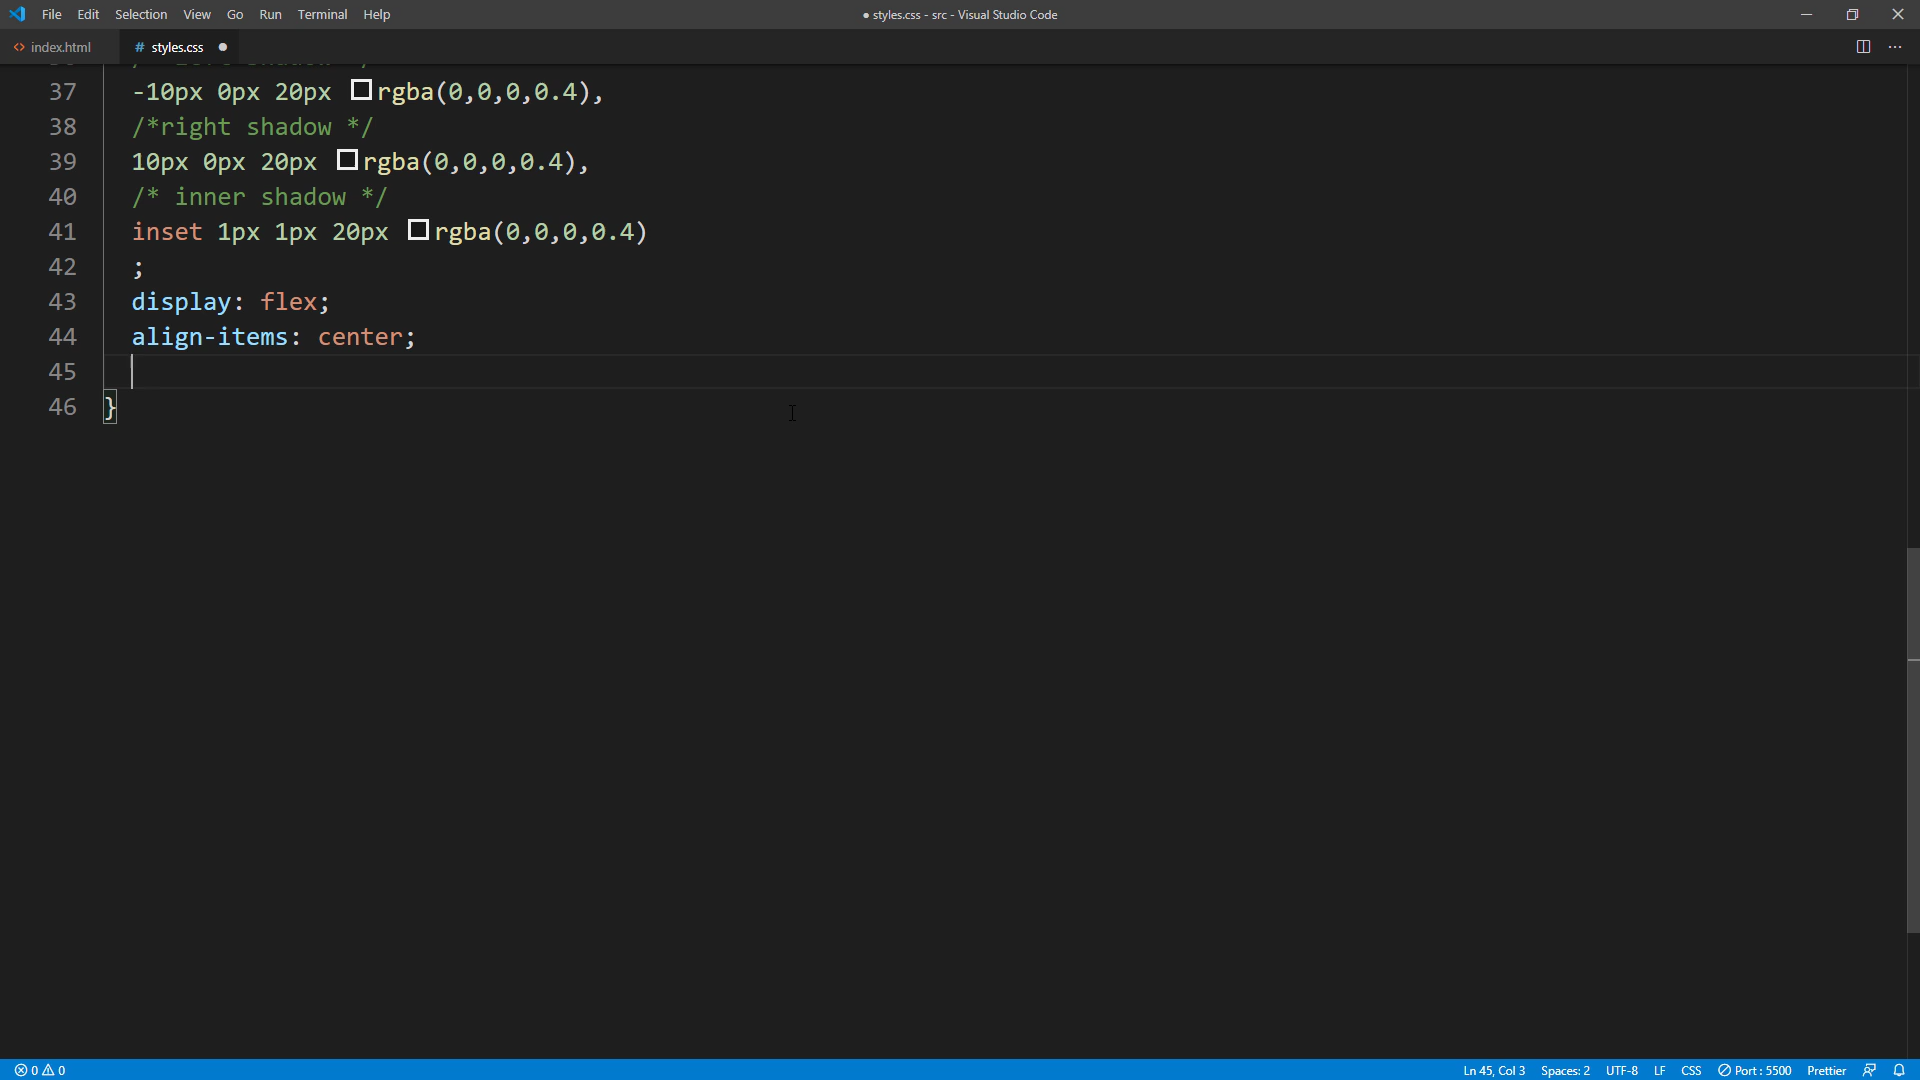 File Edit Selection View Go Run Terminal Help
● styles.css - src - Visual Studio Code
<> index.html
# styles.css ●
37 -10px 0px 20px rgba(0,0,0,0.4),
38 /*right shadow */
39 10px 0px 20px rgba(0,0,0,0.4),
40 /* inner shadow */
41 inset 1px 1px 20px rgba(0,0,0,0.4)
42 ;
43 display: flex;
44 align-items: center;
45
46 }
0 0
Ln 45, Col 3 Spaces: 2 UTF-8 LF CSS Port : 5500 Prettier